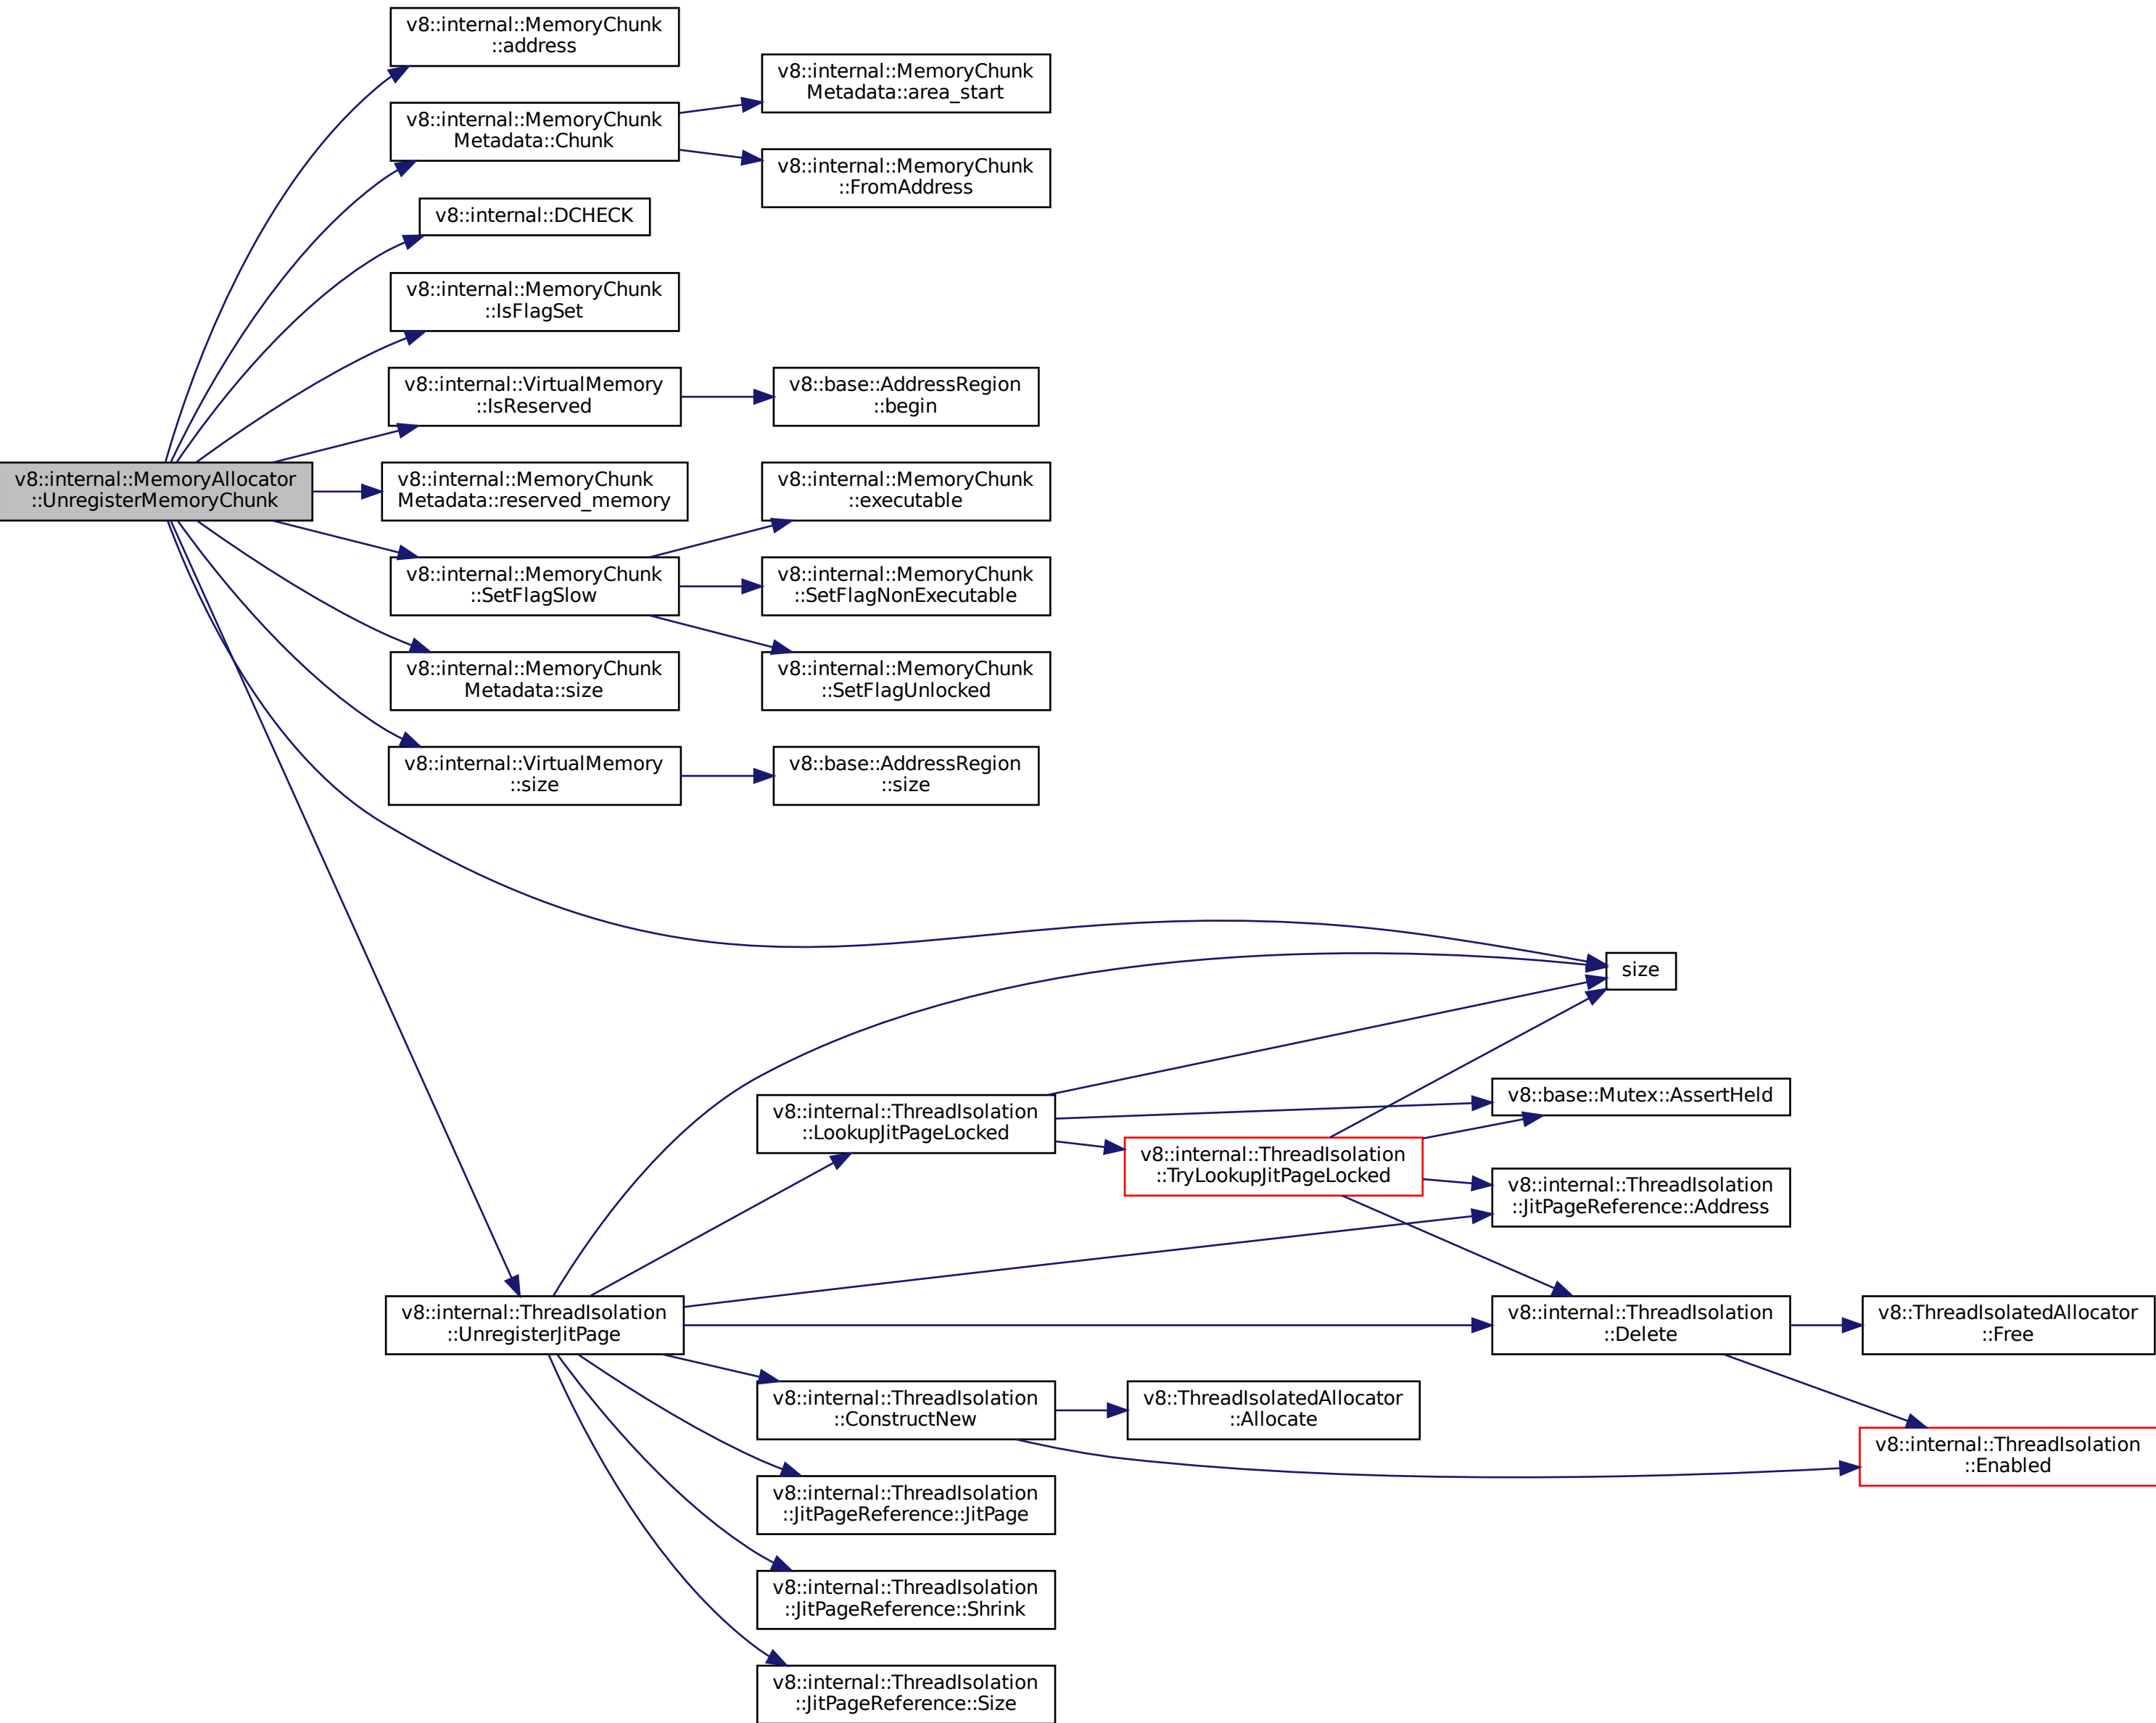 v8::internal::MemoryChunk
::address
v8::internal::MemoryChunk
Metadata::area_start
v8::internal::MemoryChunk
Metadata::Chunk
v8::internal::MemoryChunk
::FromAddress
v8::internal::DCHECK
v8::internal::MemoryChunk
::IsFlagSet
v8::internal::VirtualMemory
::IsReserved
v8::base::AddressRegion
::begin
v8::internal::MemoryAllocator
::UnregisterMemoryChunk
v8::internal::MemoryChunk
Metadata::reserved_memory
v8::internal::MemoryChunk
::executable
v8::internal::MemoryChunk
::SetFlagSlow
v8::internal::MemoryChunk
::SetFlagNonExecutable
v8::internal::MemoryChunk
Metadata::size
v8::internal::MemoryChunk
::SetFlagUnlocked
v8::internal::VirtualMemory
::size
v8::base::AddressRegion
::size
size
v8::base::Mutex::AssertHeld
v8::internal::ThreadIsolation
::LookupJitPageLocked
v8::internal::ThreadIsolation
::TryLookupJitPageLocked
v8::internal::ThreadIsolation
::JitPageReference::Address
v8::internal::ThreadIsolation
::UnregisterJitPage
v8::internal::ThreadIsolation
::Delete
v8::ThreadIsolatedAllocator
::Free
v8::internal::ThreadIsolation
::ConstructNew
v8::ThreadIsolatedAllocator
::Allocate
v8::internal::ThreadIsolation
::Enabled
v8::internal::ThreadIsolation
::JitPageReference::JitPage
v8::internal::ThreadIsolation
::JitPageReference::Shrink
v8::internal::ThreadIsolation
::JitPageReference::Size